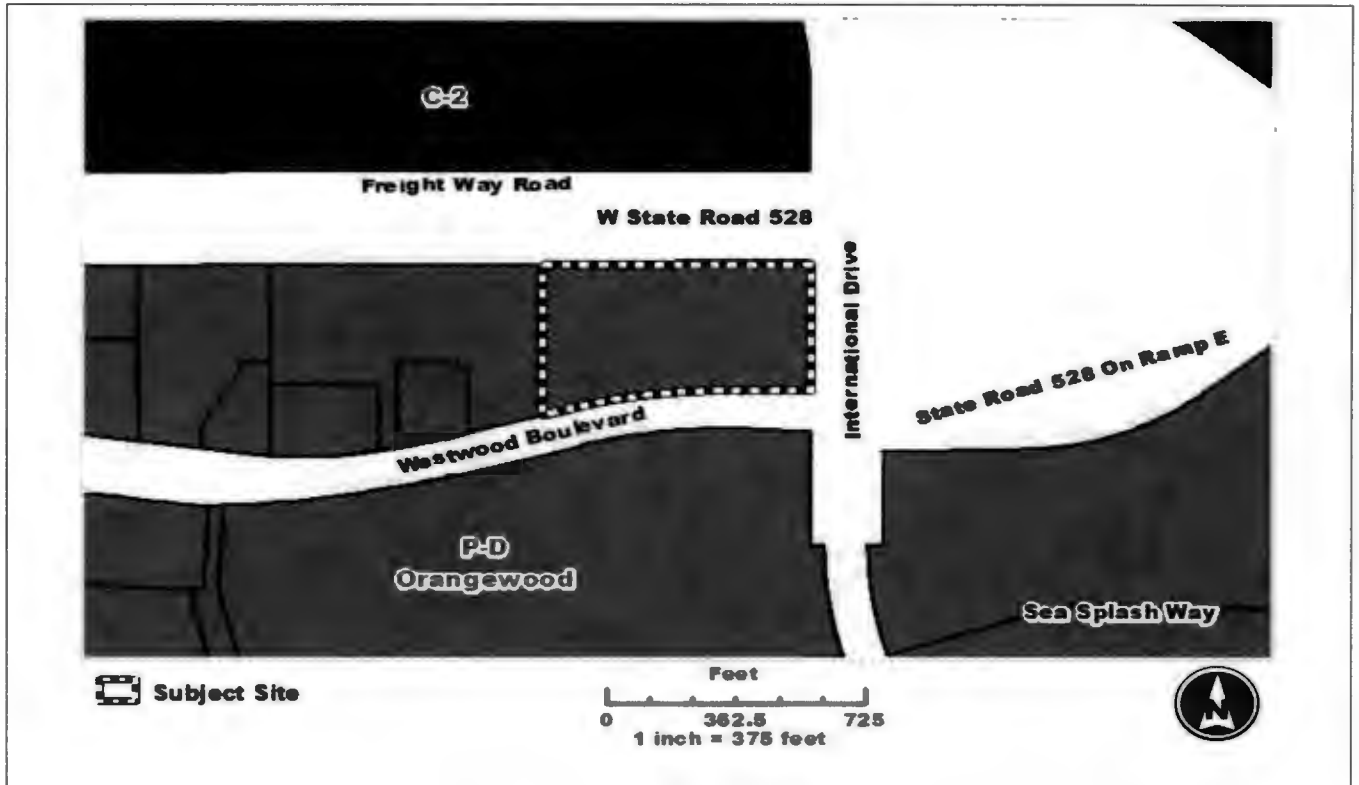 C-2
Freight Way Road
W State Road 528
International Drive
State Road 528 On Ramp E
Westwood Boulevard
P-D
Orangewood
Sea Splash Way
Subject Site
Feet
0 362.5 725
1 inch = 375 feet
N